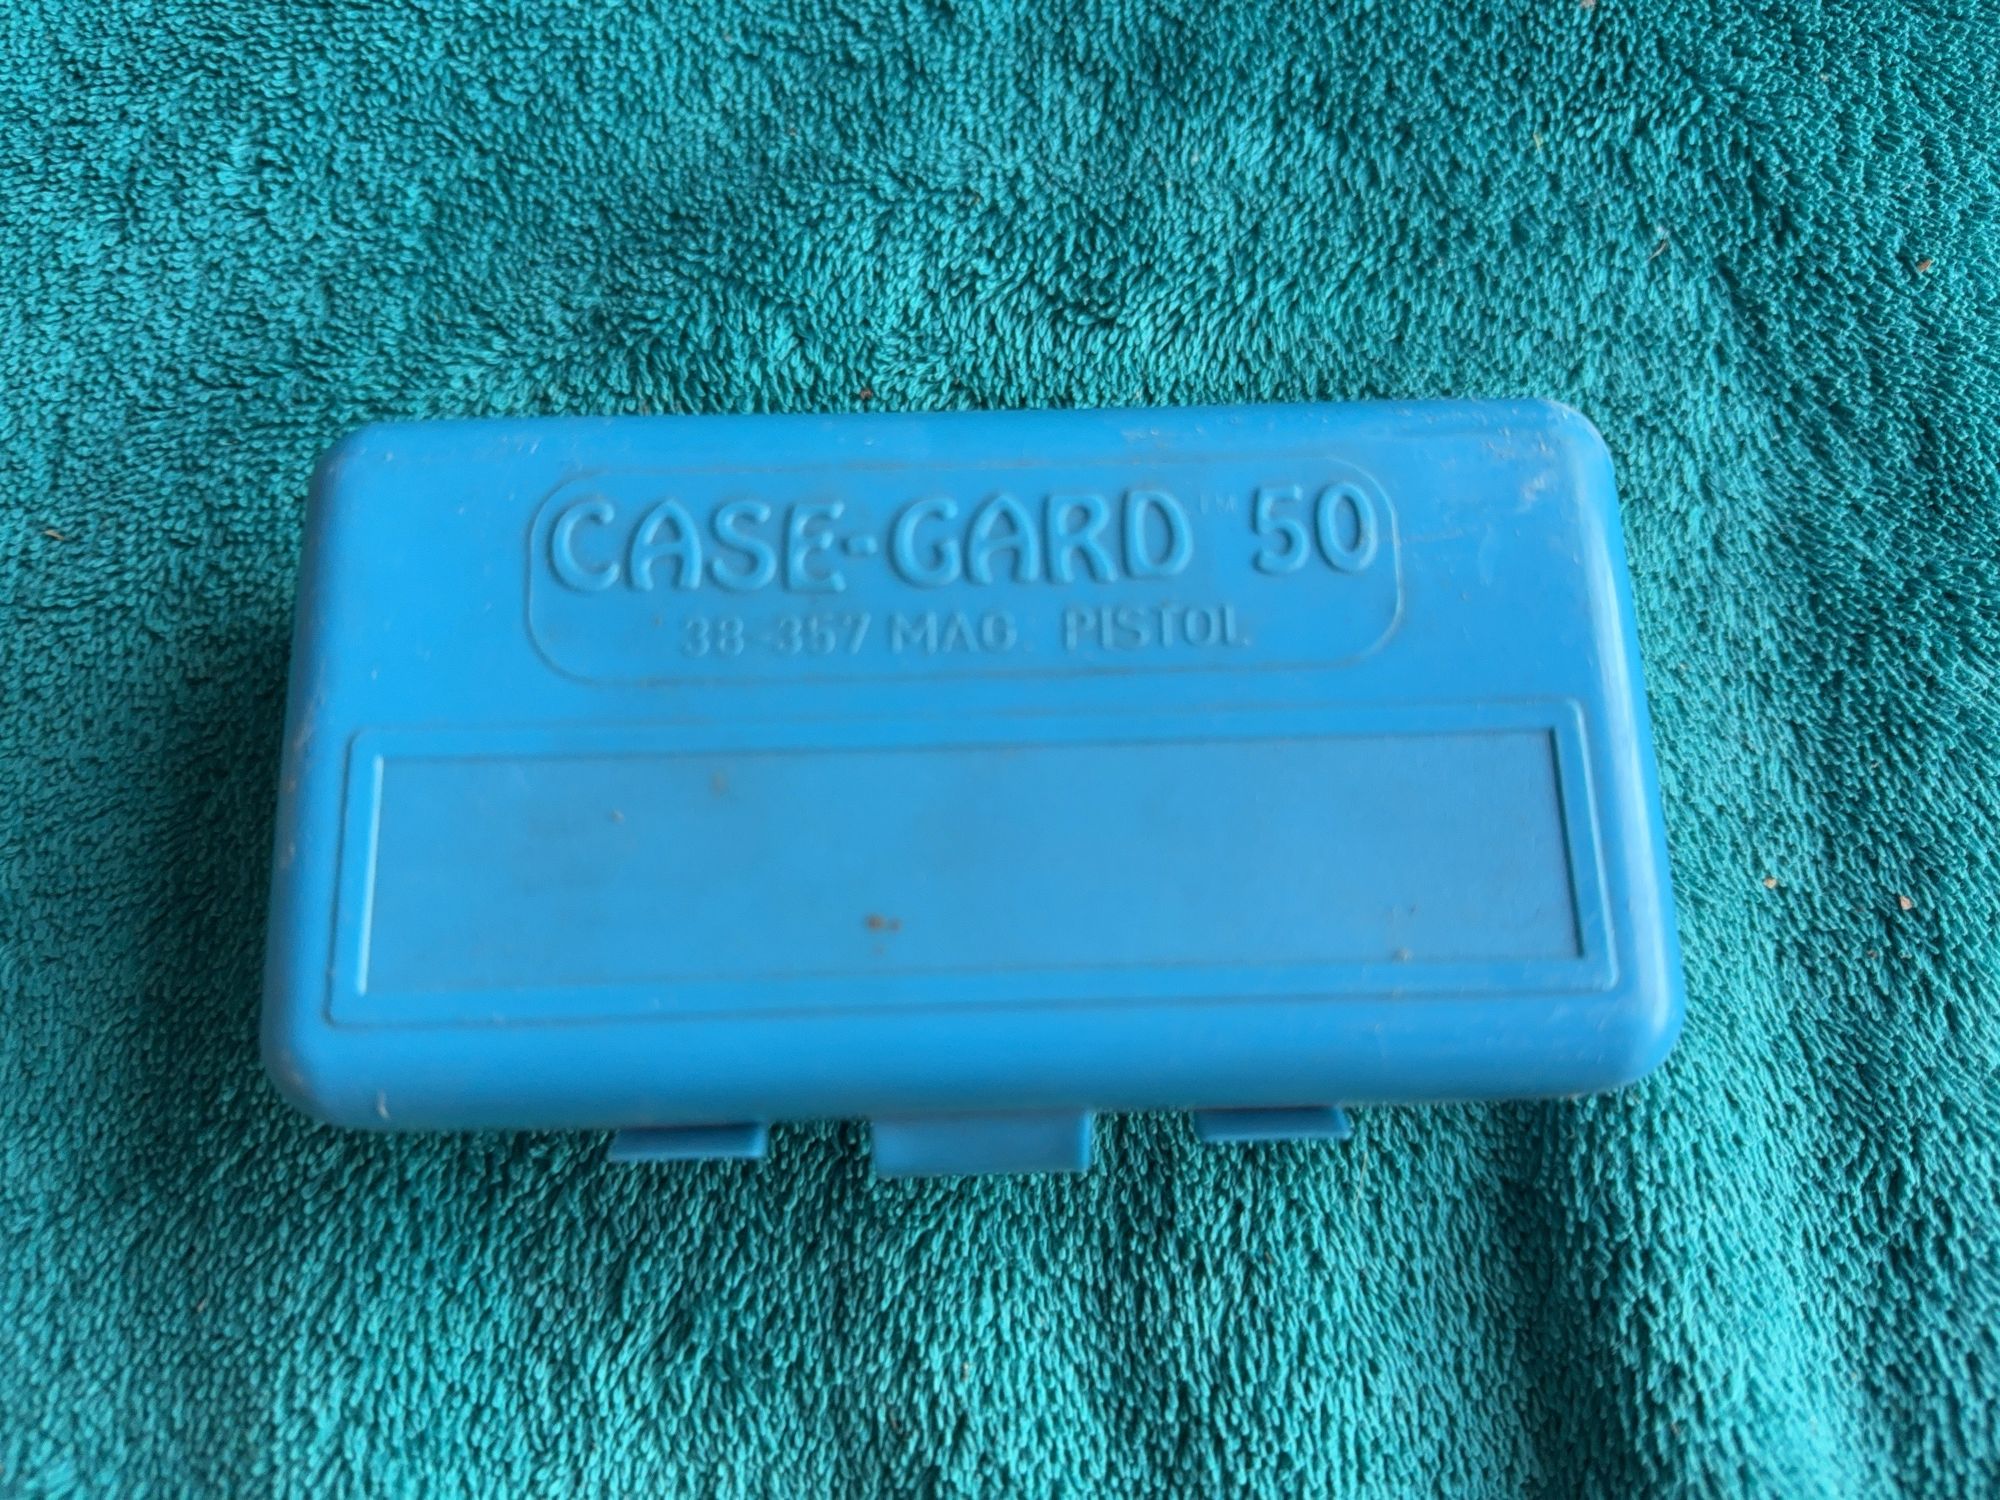 CASE-GARD™ 50
38-357 MAG. PISTOL